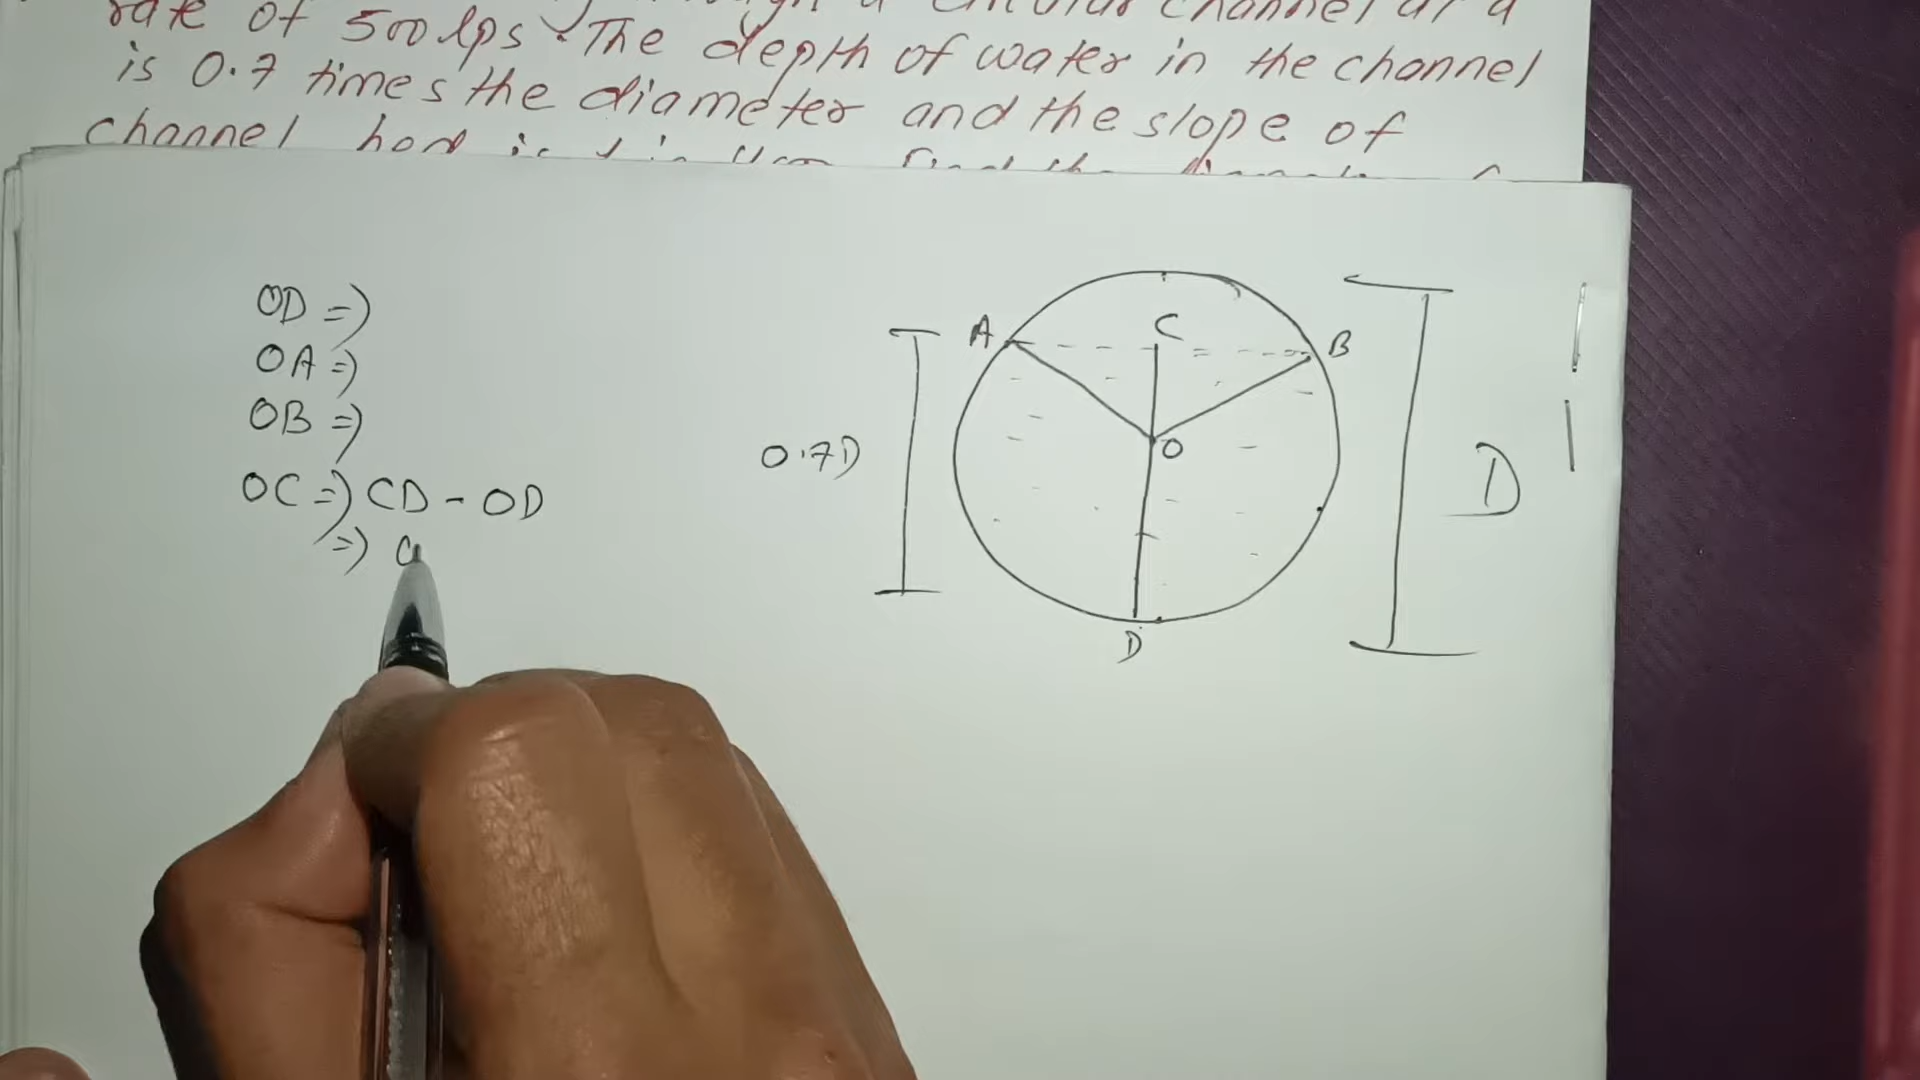 rate of 500 lps. The depth of water in the channel
is 0.7 times the diameter and the slope of
channel
OD =>
OA =>
OB =>
OC => CD - OD
=>
A
C
B
O
D
0.7D
D